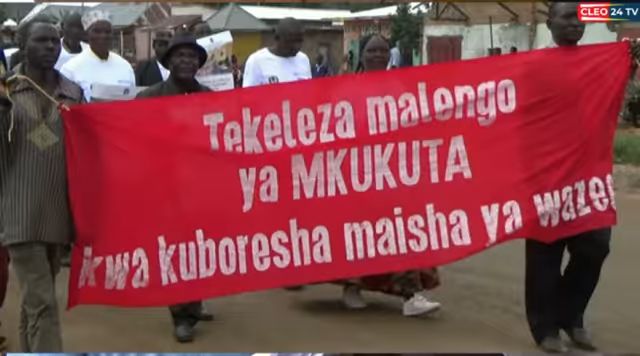 CLEO 24 TV
Tekeleza malengo
ya MKUKUTA
kwa kuboresha maisha ya wazee